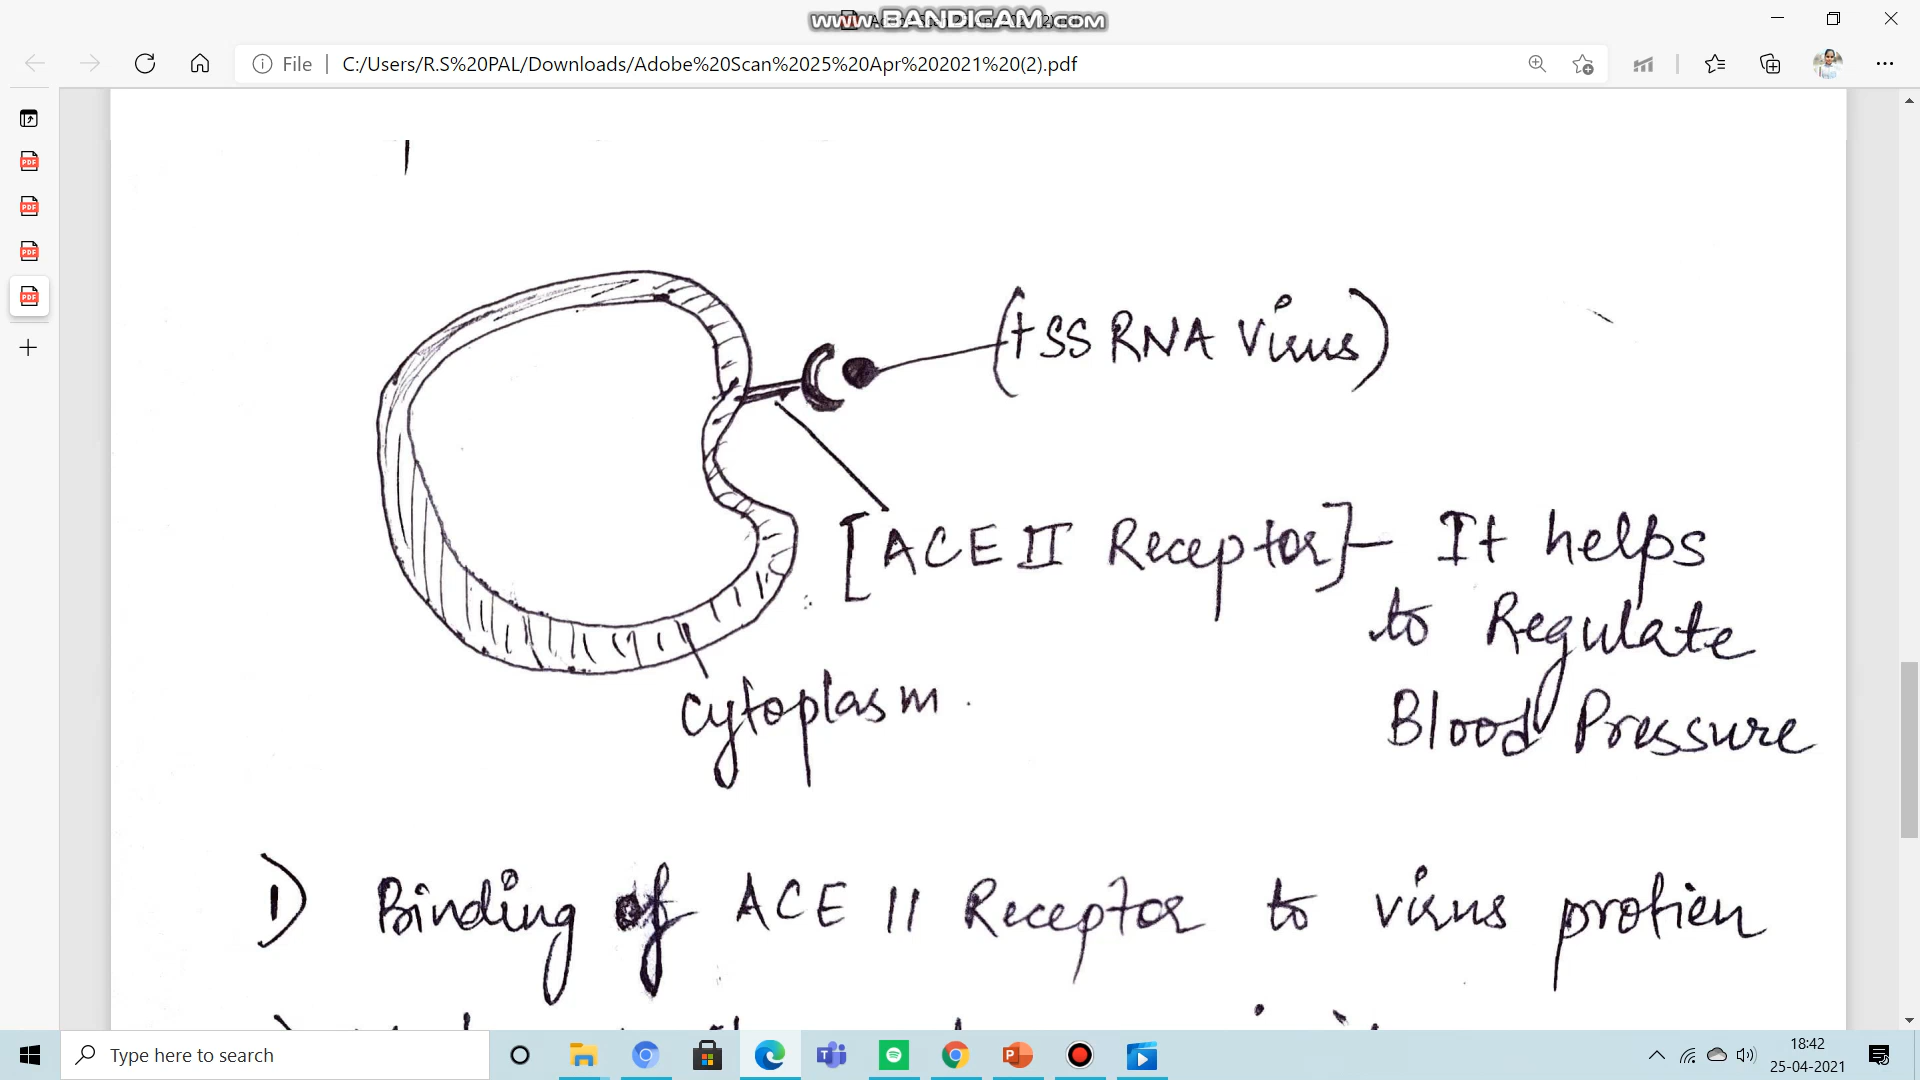 www.BANDICAM.com
File
C:/Users/R.S%20PAL/Downloads/Adobe%20Scan%2025%20Apr%202021%20(2).pdf
(+SS RNA Virus)
[ACE II Receptor] - It helps
to Regulate
Blood Pressure
Cytoplasm.
1) Binding of ACE II Receptor to virus protien
Type here to search
18:42
25-04-2021